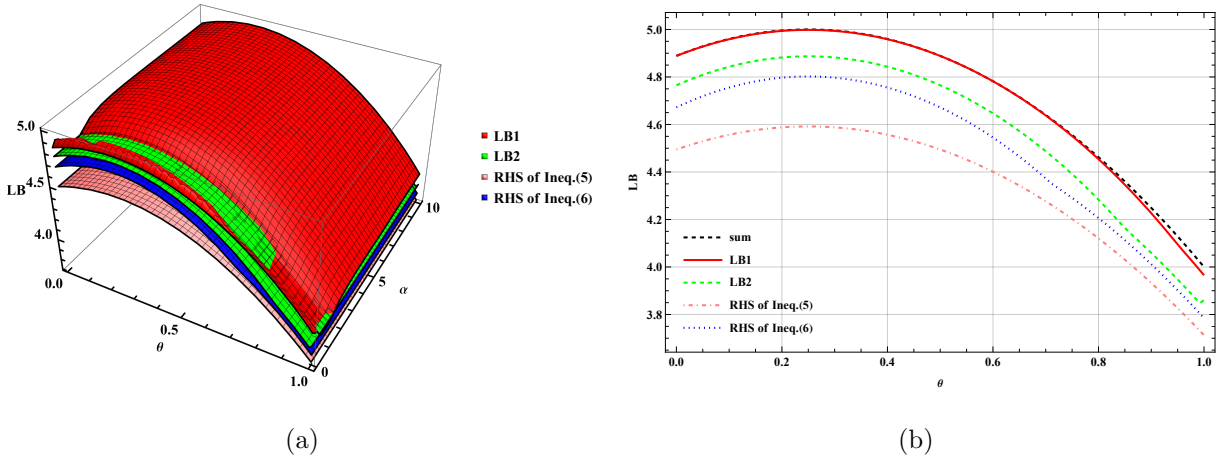 5.0
LB
4.5
4.0
0.0
0.5
θ
1.0
0
5
α
10
LB1
LB2
RHS of Ineq.(5)
RHS of Ineq.(6)
(a)
5.0
4.8
4.6
4.4
4.2
4.0
3.8
LB
sum
LB1
LB2
RHS of Ineq.(5)
RHS of Ineq.(6)
0.0 0.2 0.4 0.6 0.8 1.0
θ
(b)